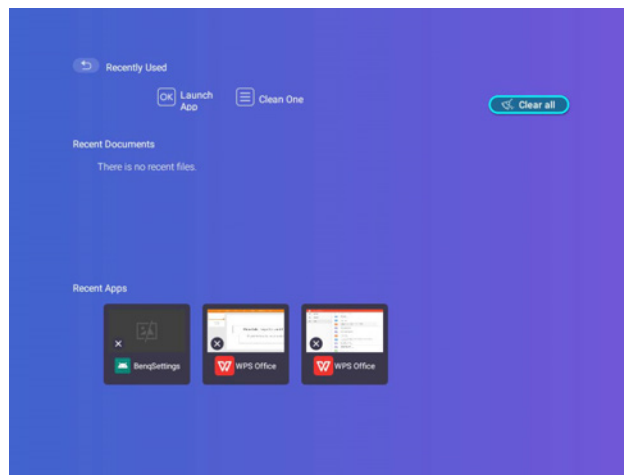 Recently Used
OK Launch App
Clean One
Clear all
Recent Documents
There is no recent files.
Recent Apps
BenqSettings
WPS Office
WPS Office